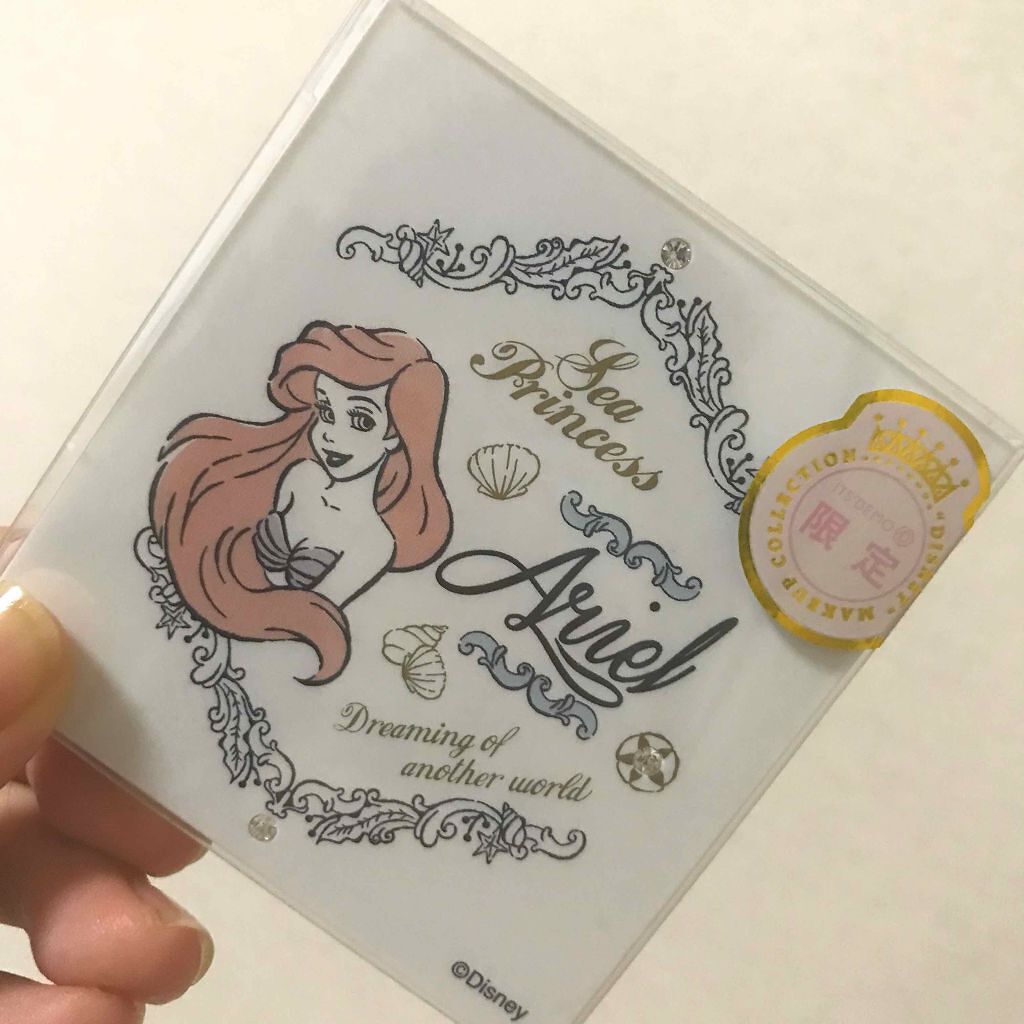 Sea
Princess
Ariel
Dreaming of
another world
©Disney
"DISNEY" MAKEUP COLLECTION
ITS'DEMO
限定